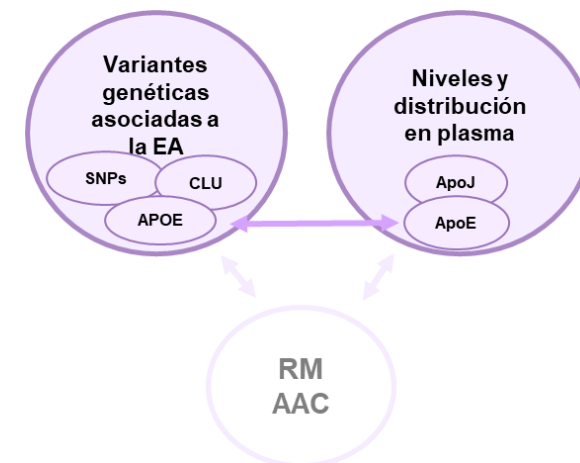 Variantes
genéticas
asociadas a
la EA
SNPs
CLU
APOE
Niveles y
distribución
en plasma
ApoJ
ApoE
RM
AAC